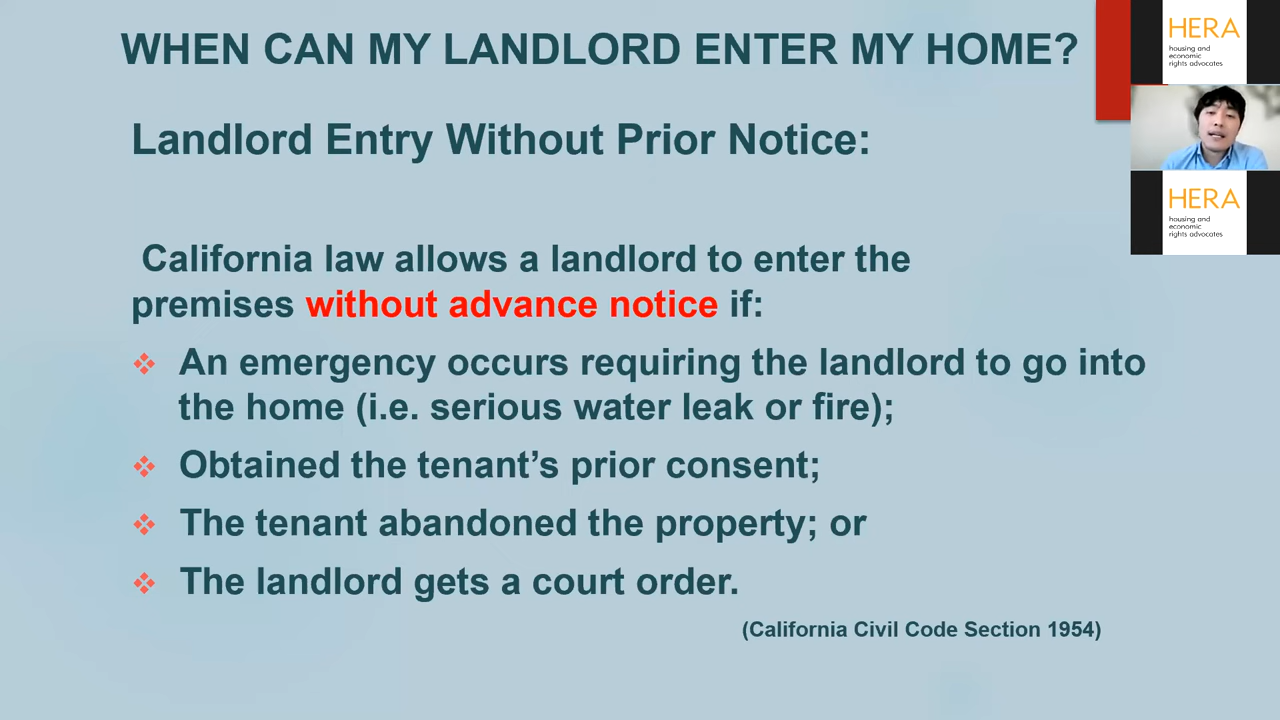 WHEN CAN MY LANDLORD ENTER MY HOME?
Landlord Entry Without Prior Notice:
California law allows a landlord to enter the
premises without advance notice if:
❖ An emergency occurs requiring the landlord to go into
the home (i.e. serious water leak or fire);
❖ Obtained the tenant’s prior consent;
❖ The tenant abandoned the property; or
❖ The landlord gets a court order.
(California Civil Code Section 1954)
HERA
housing and
economic
rights advocates
HERA
housing and
economic
rights advocates